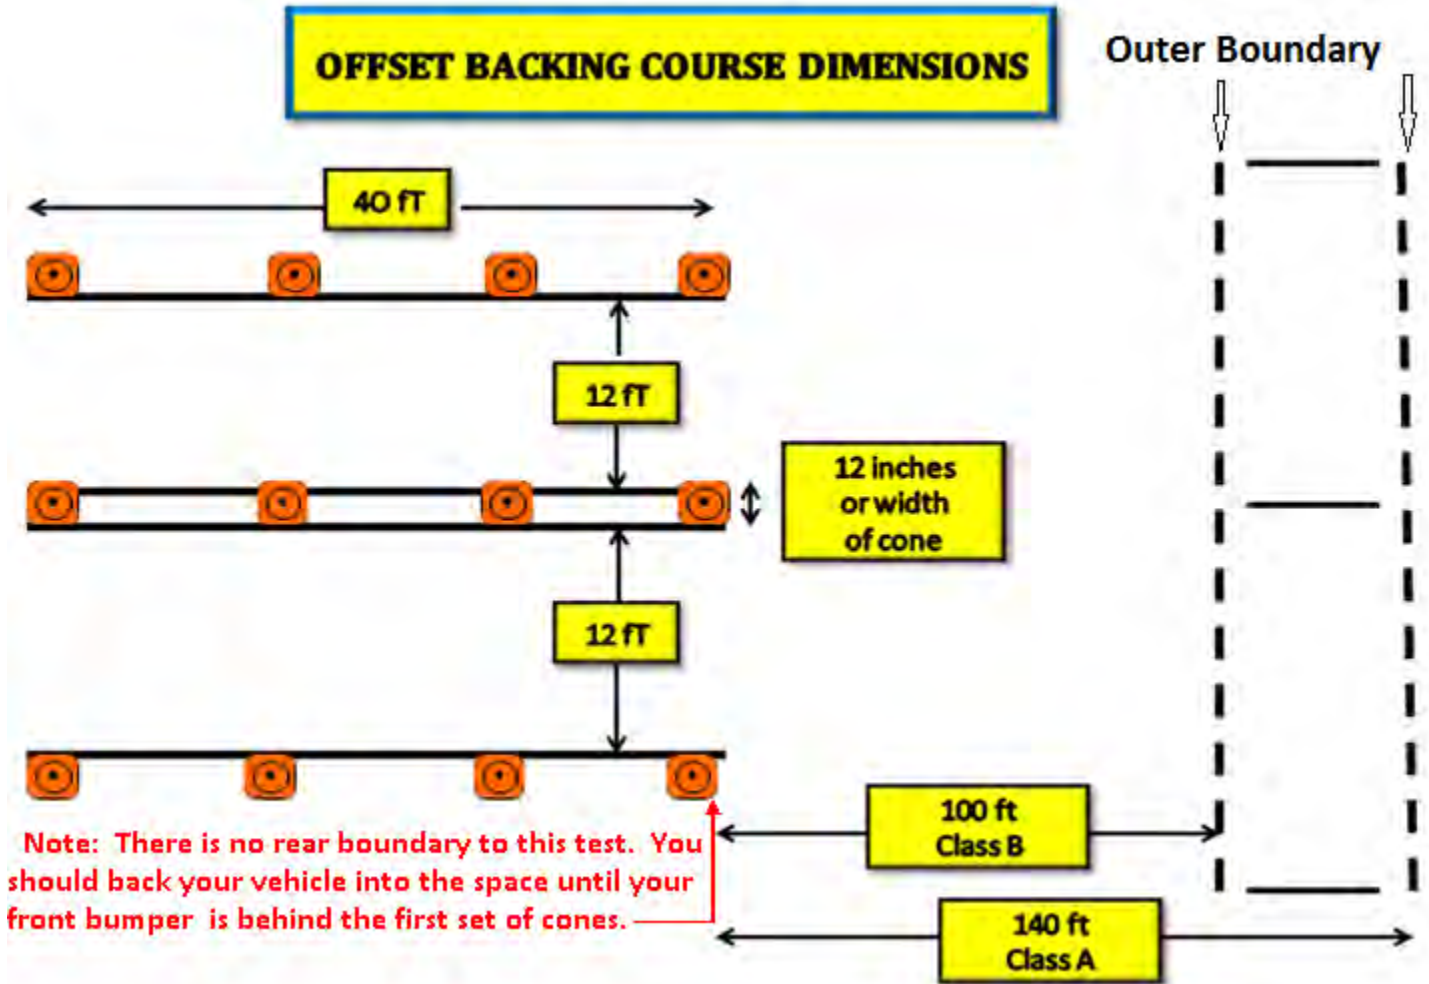 OFFSET BACKING COURSE DIMENSIONS
Outer Boundary
40 fT
12 fT
12 inches
or width
of cone
12 fT
100 ft
Class B
Note: There is no rear boundary to this test. You
should back your vehicle into the space until your
front bumper is behind the first set of cones.
140 ft
Class A